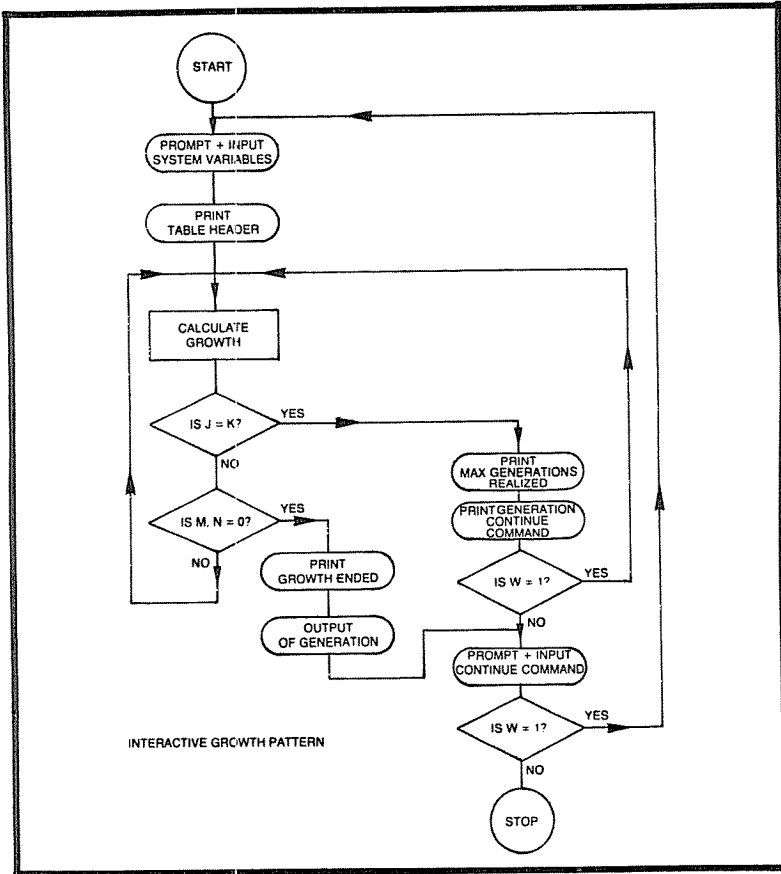 START
PROMPT + INPUT
SYSTEM VARIABLES
PRINT
TABLE HEADER
CALCULATE
GROWTH
IS J = K?
YES
NO
IS M, N = 0?
YES
NO
PRINT
GROWTH ENDED
OUTPUT
OF GENERATION
PRINT
MAX GENERATIONS
REALIZED
PRINT GENERATION
CONTINUE
COMMAND
IS W = 1?
YES
NO
PROMPT + INPUT
CONTINUE COMMAND
IS W = 1?
YES
NO
STOP
INTERACTIVE GROWTH PATTERN